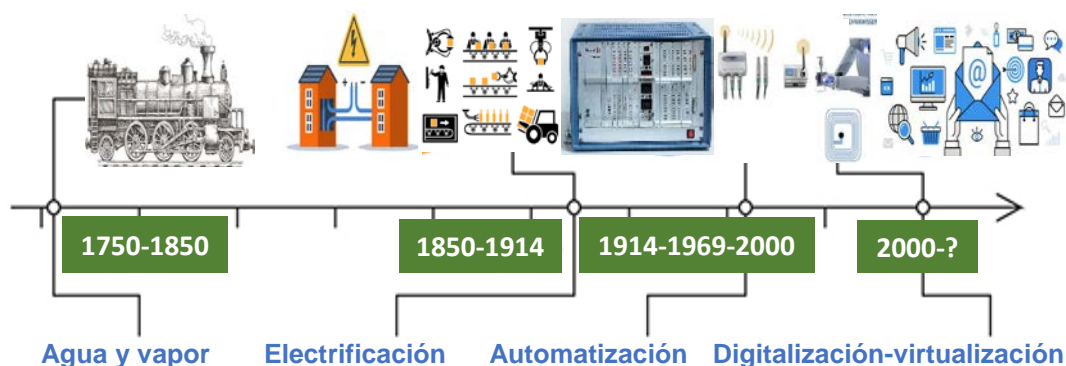 1750-1850
1850-1914
1914-1969-2000
2000-?
Agua y vapor
Electrificación
Automatización
Digitalización-virtualización